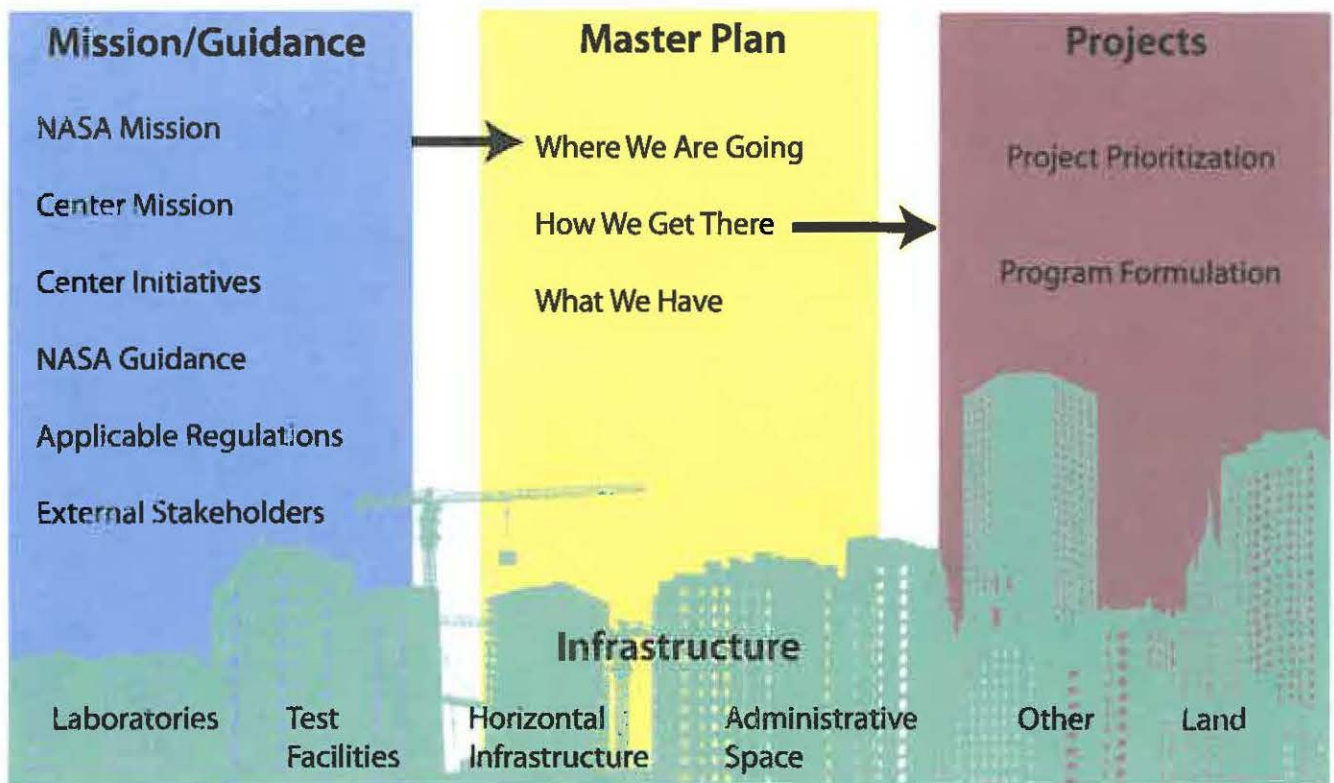 Mission/Guidance
NASA Mission
Center Mission
Center Initiatives
NASA Guidance
Applicable Regulations
External Stakeholders
Master Plan
Where We Are Going
How We Get There
What We Have
Projects
Project Prioritization
Program Formulation
Infrastructure
Laboratories
Test
Facilities
Horizontal
Infrastructure
Administrative
Space
Other
Land